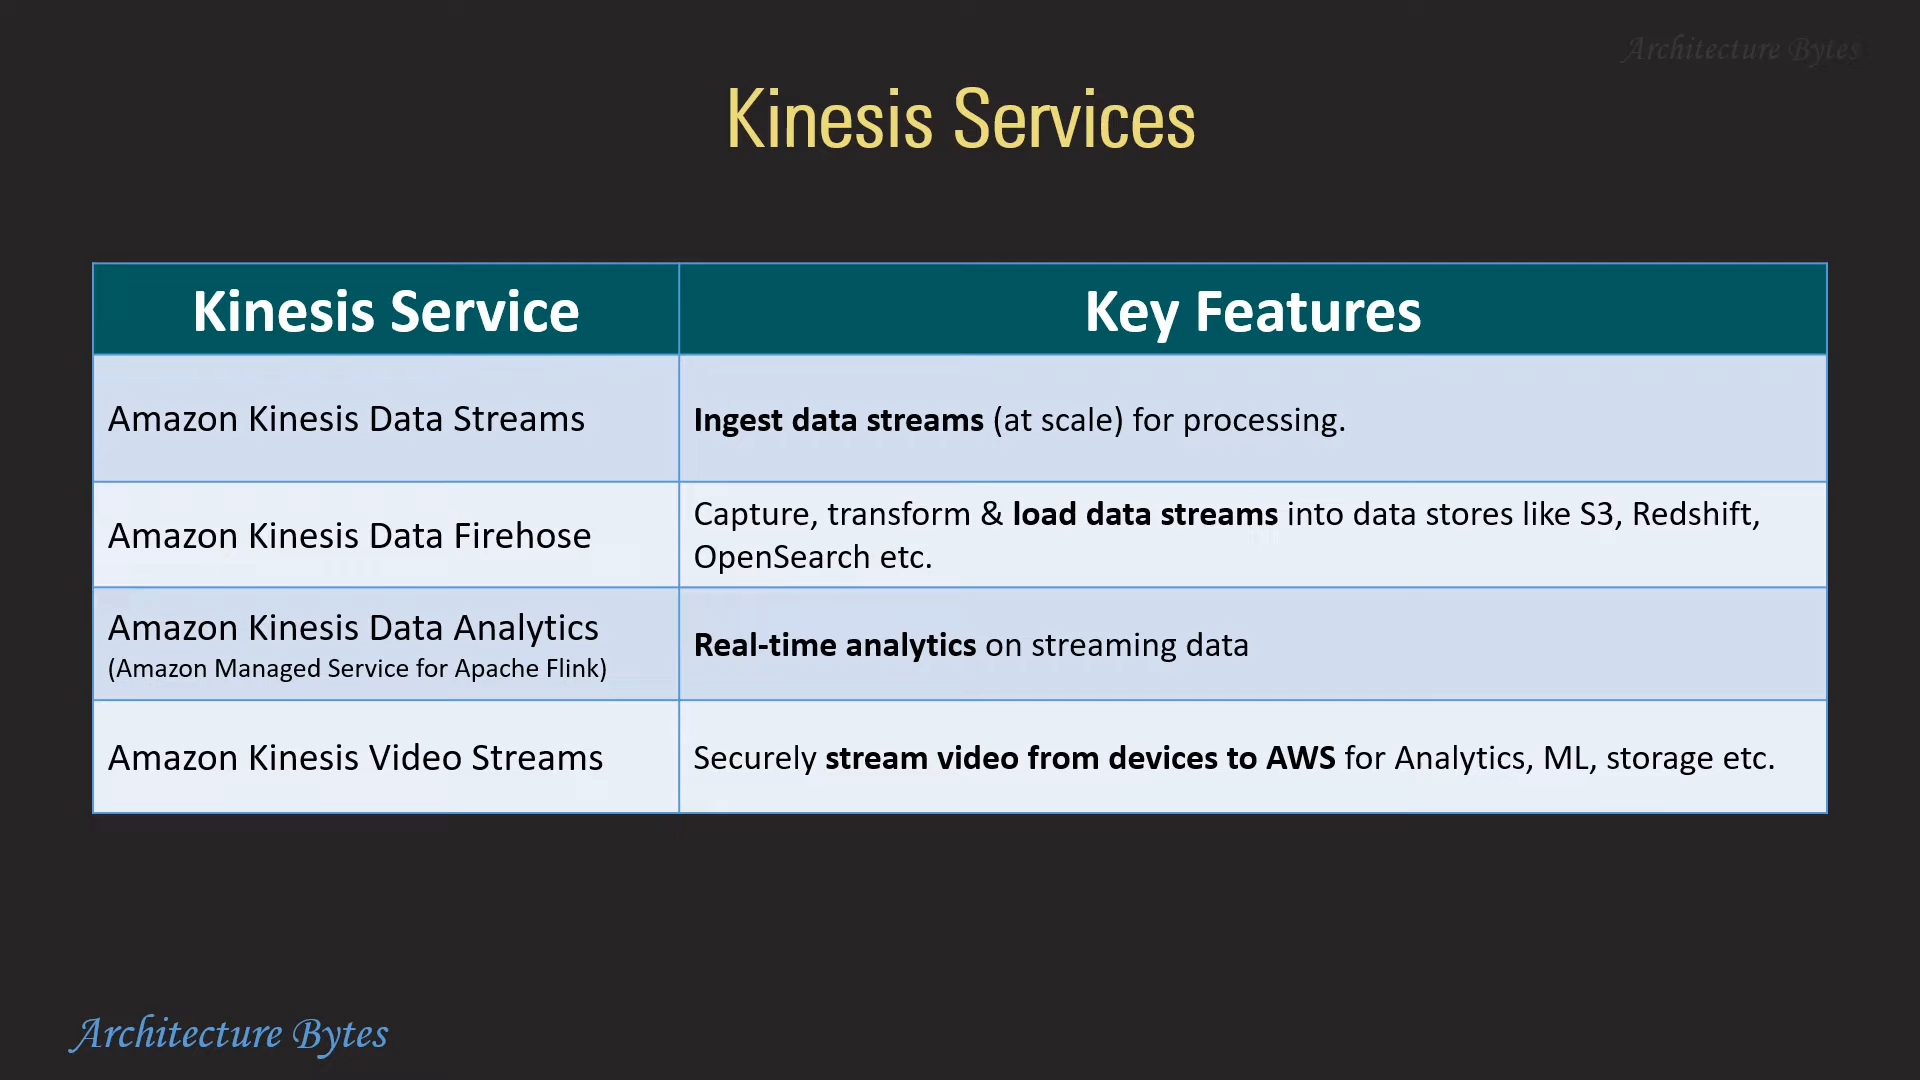 Architecture Bytes
Kinesis Services
Kinesis Service
Key Features
Amazon Kinesis Data Streams
Ingest data streams (at scale) for processing.
Amazon Kinesis Data Firehose
Capture, transform & load data streams into data stores like S3, Redshift,
OpenSearch etc.
Amazon Kinesis Data Analytics
(Amazon Managed Service for Apache Flink)
Real-time analytics on streaming data
Amazon Kinesis Video Streams
Securely stream video from devices to AWS for Analytics, ML, storage etc.
Architecture Bytes